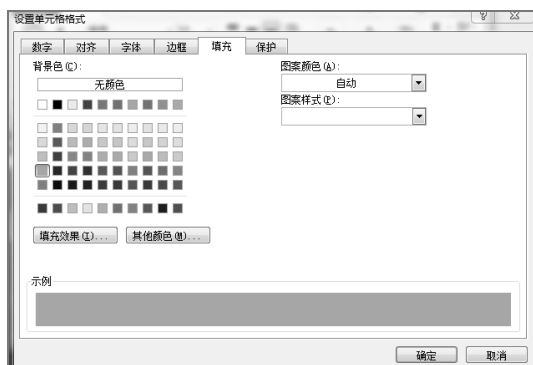 设置单元格格式
数字 对齐 字体 边框 填充 保护
背景色(C):
无颜色
图案颜色(A):
自动
图案样式(P):
填充效果(I)... 其他颜色(M)...
示例
确定 取消